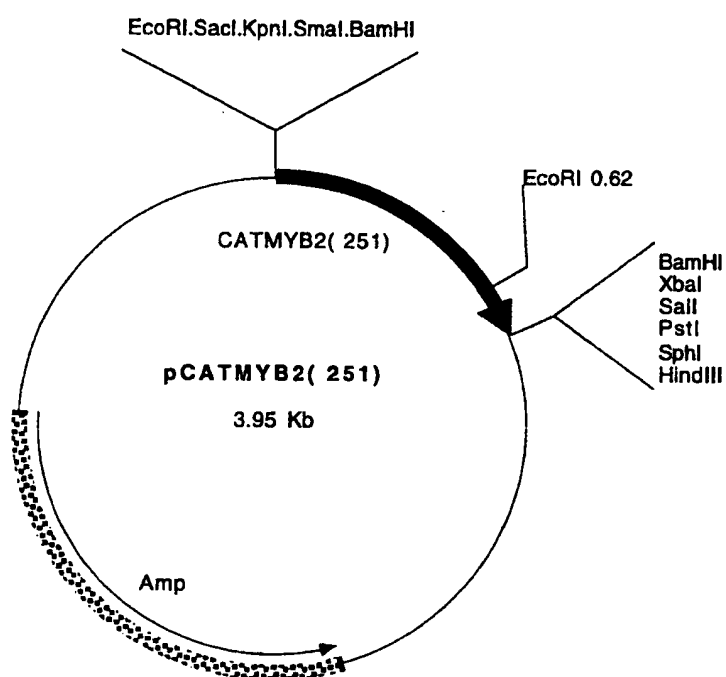 EcoRI.SacI.KpnI.SmaI.BamHI
EcoRI 0.62
CATMYB2( 251)
BamHI
XbaI
SalI
PstI
SphI
HindIII
pCATMYB2( 251)
3.95 Kb
Amp